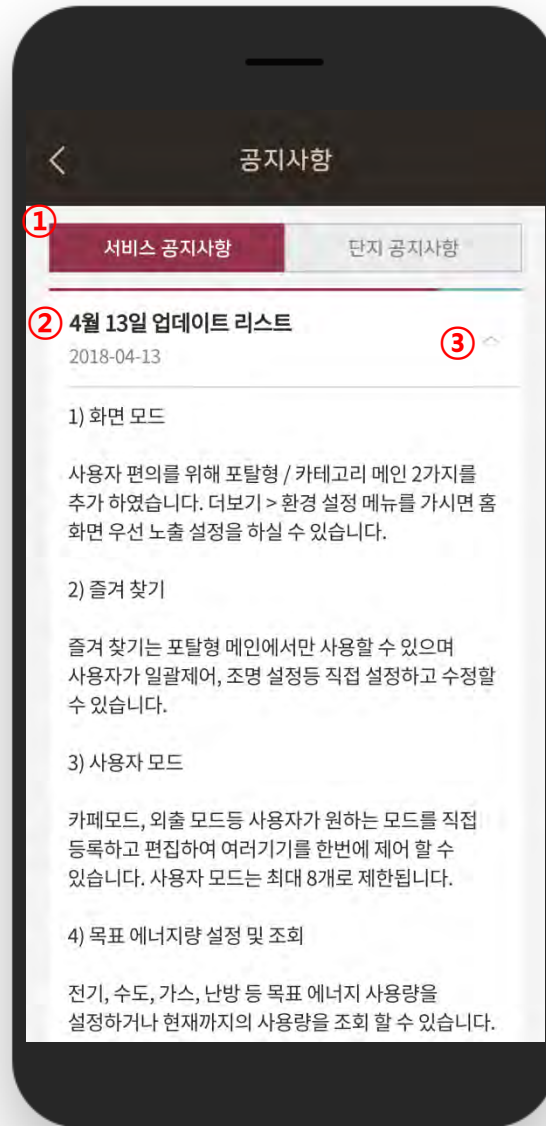 공지사항
①
서비스 공지사항
단지 공지사항
② 4월 13일 업데이트 리스트
③
2018-04-13
1) 화면 모드
사용자 편의를 위해 포탈형 / 카테고리 메인 2가지를
추가 하였습니다. 더보기 > 환경 설정 메뉴를 가시면 홈
화면 우선 노출 설정을 하실 수 있습니다.
2) 즐겨 찾기
즐겨 찾기는 포탈형 메인에서만 사용할 수 있으며
사용자가 일괄제어, 조명 설정등 직접 설정하고 수정할
수 있습니다.
3) 사용자 모드
카페모드, 외출 모드등 사용자가 원하는 모드를 직접
등록하고 편집하여 여러기기를 한번에 제어 할 수
있습니다. 사용자 모드는 최대 8개로 제한됩니다.
4) 목표 에너지량 설정 및 조회
전기, 수도, 가스, 난방 등 목표 에너지 사용량을
설정하거나 현재까지의 사용량을 조회 할 수 있습니다.